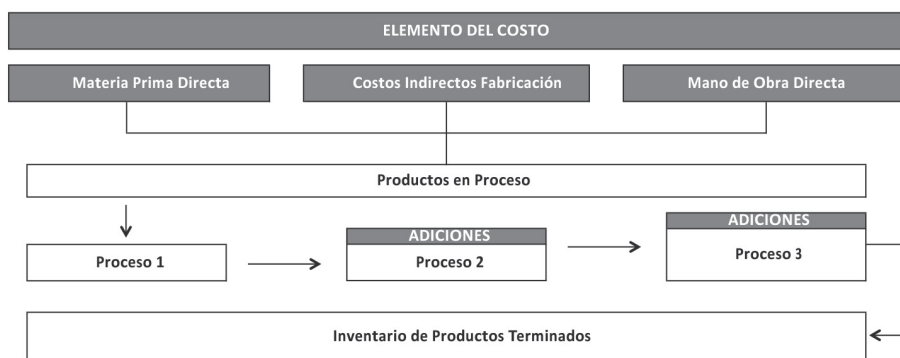 ELEMENTO DEL COSTO
Materia Prima Directa
Costos Indirectos Fabricación
Mano de Obra Directa
Productos en Proceso
Proceso 1
ADICIONES
Proceso 2
ADICIONES
Proceso 3
Inventario de Productos Terminados